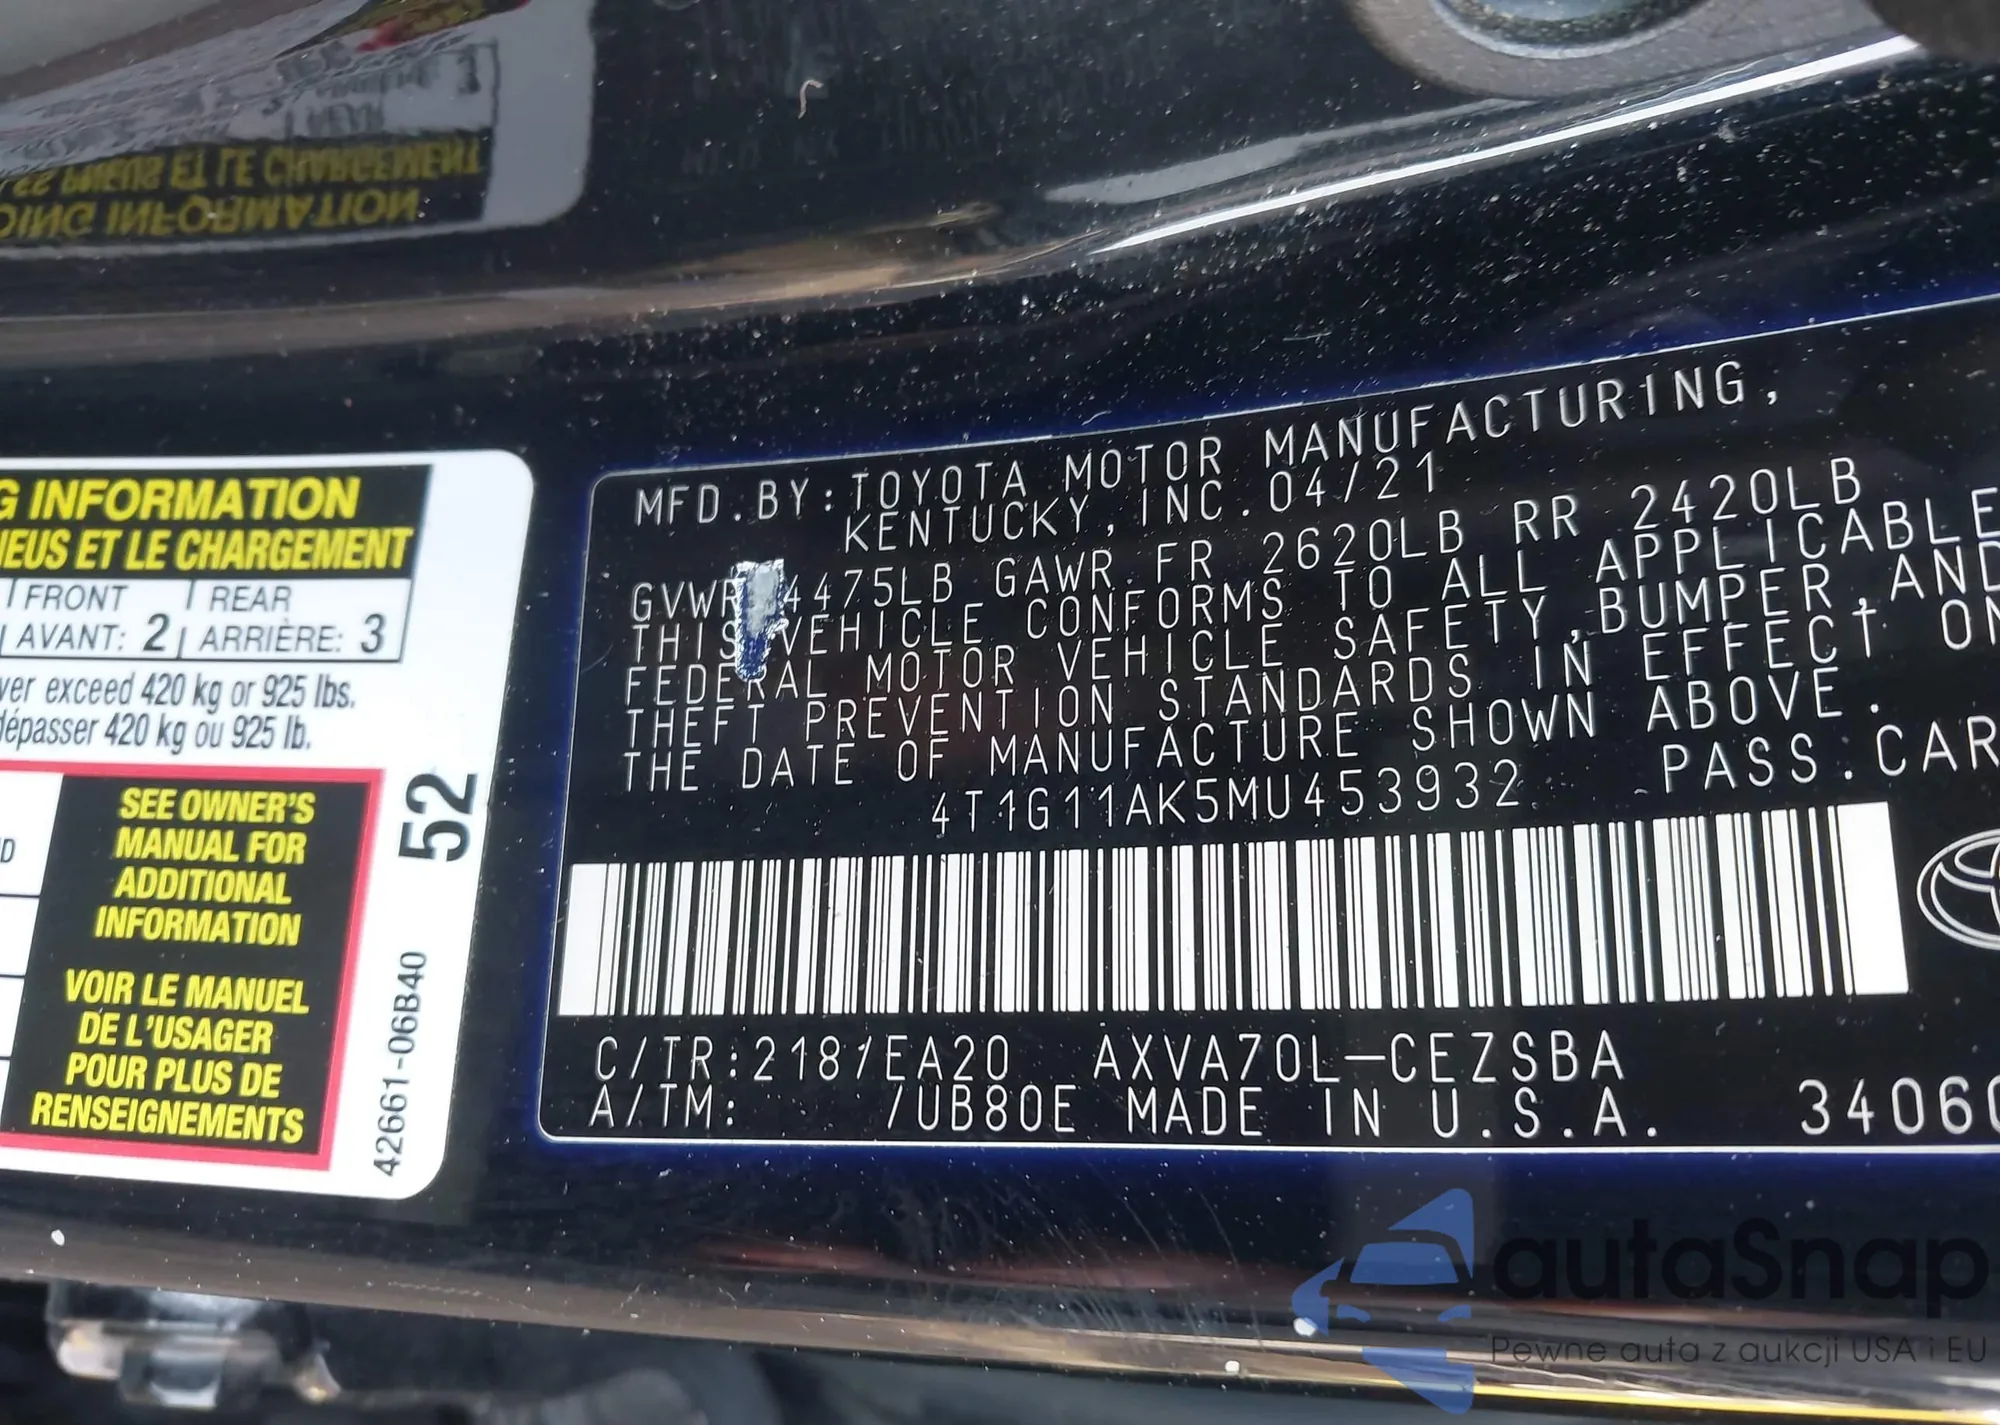 G INFORMATION
IEUS ET LE CHARGEMENT
FRONT REAR
AVANT: 2 ARRIÈRE: 3
ver exceed 420 kg or 925 lbs.
dépasser 420 kg ou 925 lb.
SEE OWNER'S
MANUAL FOR
ADDITIONAL
INFORMATION
VOIR LE MANUEL
DE L'USAGER
POUR PLUS DE
RENSEIGNEMENTS
52
42661-06B40
MFD.BY:TOYOTA MOTOR MANUFACTURING,
KENTUCKY,INC.04/21
GVWR 4475LB GAWR FR 2620LB RR 2420LB
THIS VEHICLE CONFORMS TO ALL APPLICABLE
FEDERAL MOTOR VEHICLE SAFETY,BUMPER,AND
THEFT PREVENTION STANDARDS IN EFFECT ON
THE DATE OF MANUFACTURE SHOWN ABOVE.
4T1G11AK5MU453932 PASS.CAR
C/TR:218/EA20 AXVA70L-CEZSBA
A/TM: /UB80E MADE IN U.S.A. 34060
autaSnap
Pewne auta z aukcji USA i EU